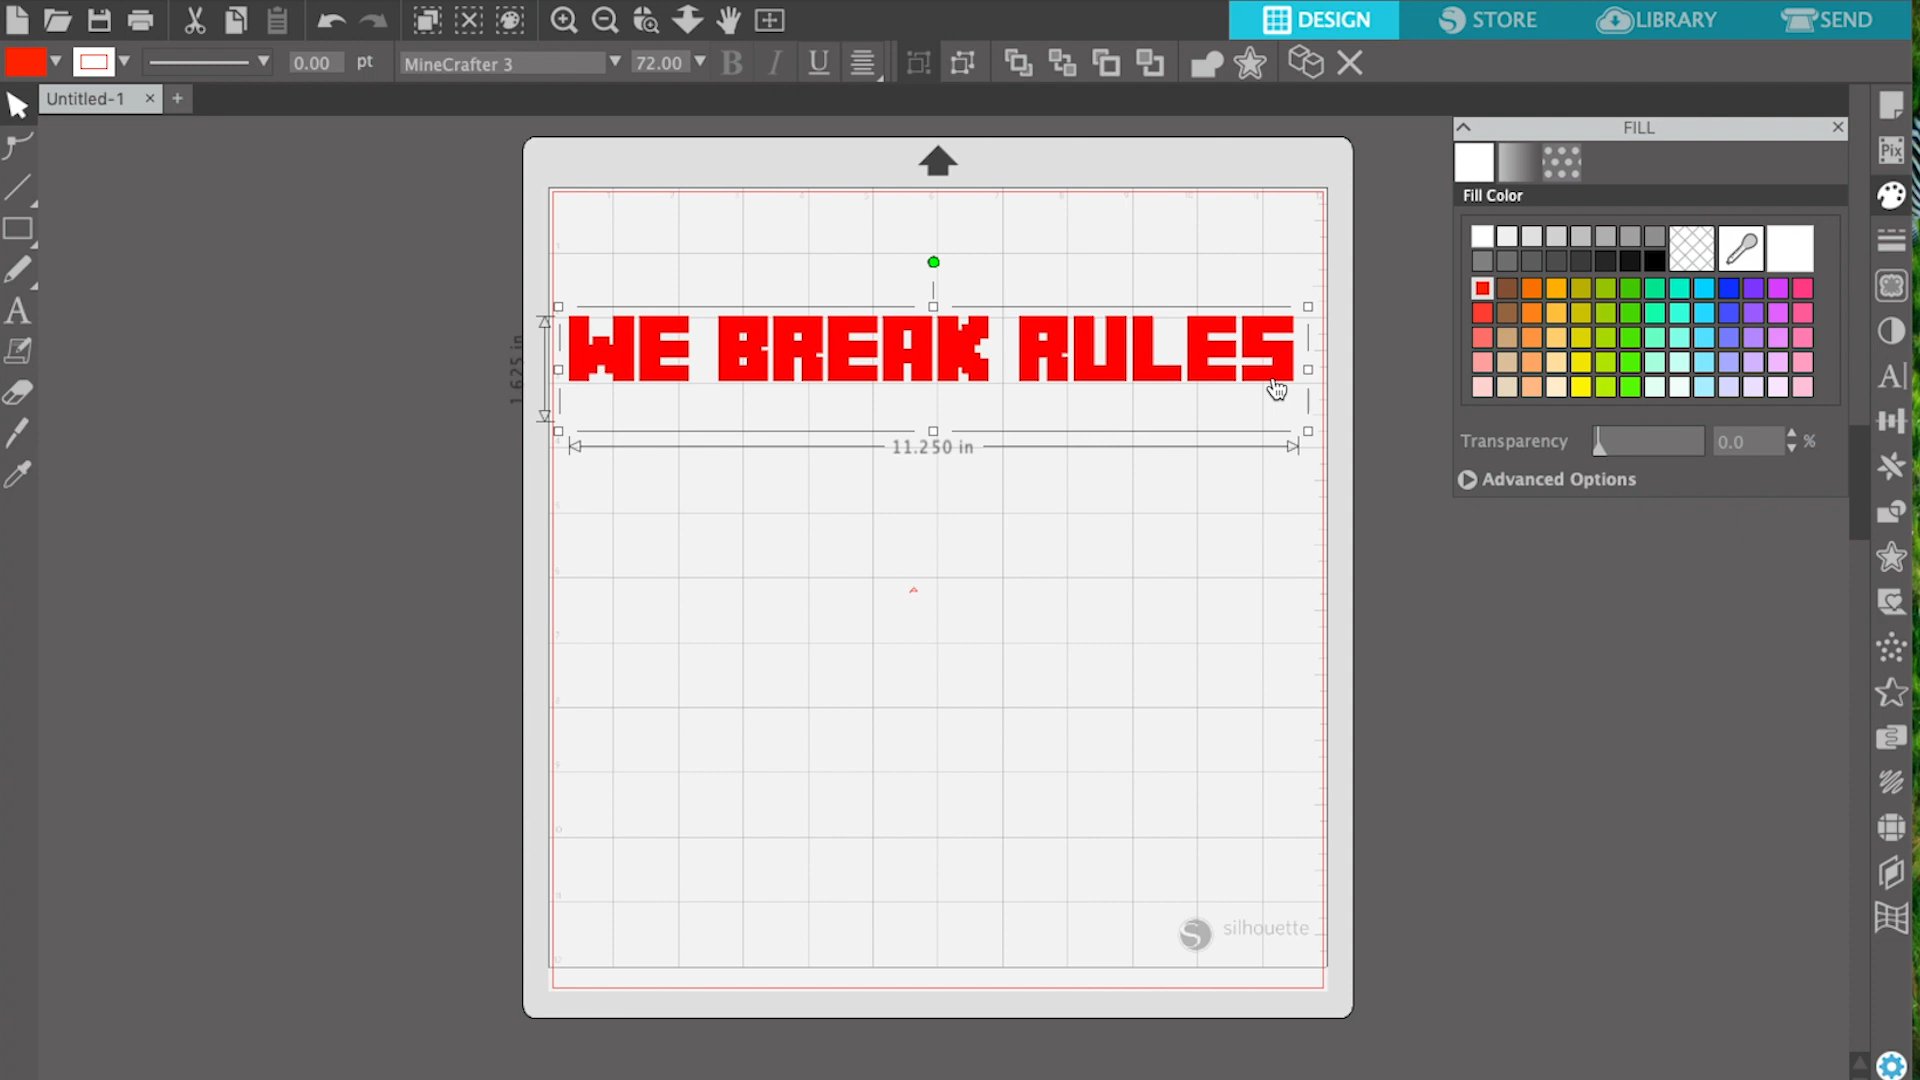 DESIGN
STORE
LIBRARY
SEND
0.00 pt
MineCrafter 3
72.00
B I U
Untitled-1
FILL
Pix
Fill Color
WE BREAK RULES
1.625 in
11.250 in
Transparency 0.0 %
Advanced Options
silhouette